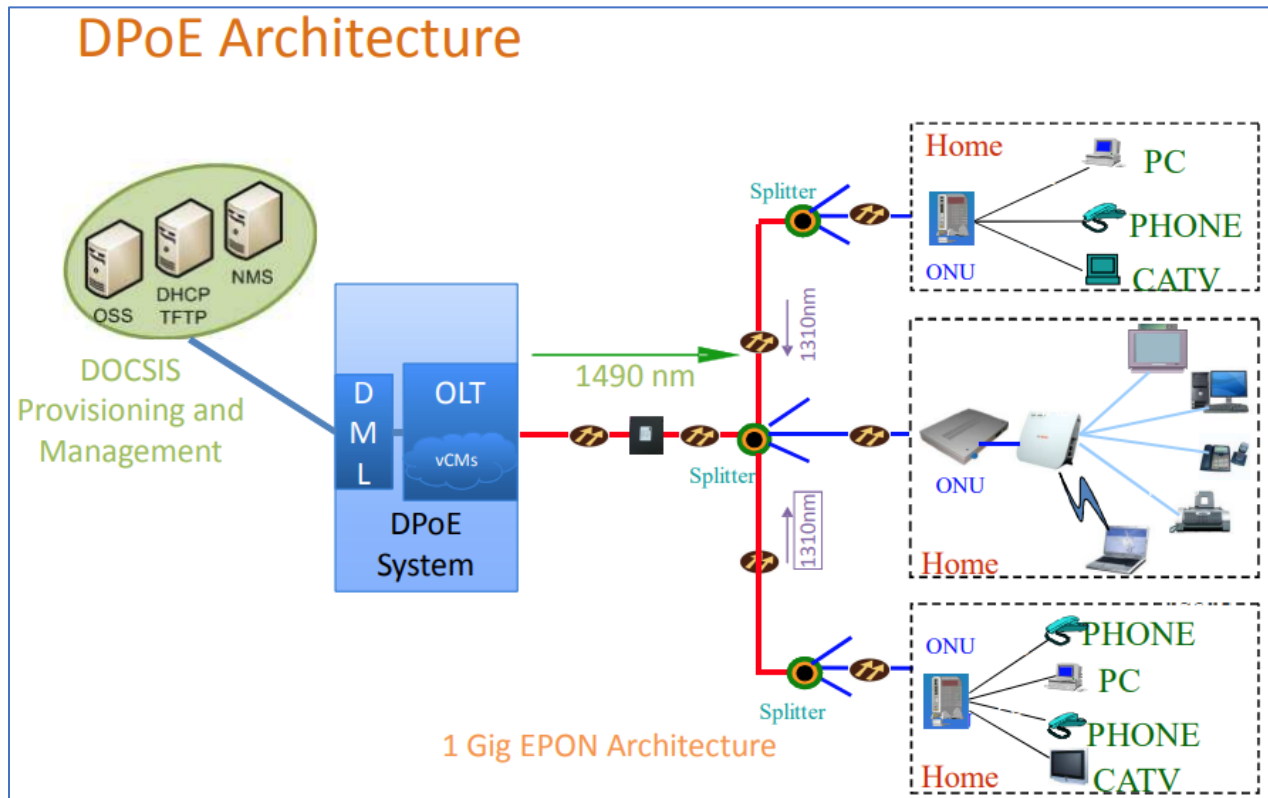 DPoE Architecture
OSS
DHCP
TFTP
NMS
DOCSIS
Provisioning and
Management
D
M
L
OLT
vCMs
DPoE
System
1490 nm
Splitter
1310nm
Splitter
1310nm
Splitter
1 Gig EPON Architecture
Home
ONU
PC
PHONE
CATV
ONU
Home
ONU
PHONE
PC
PHONE
CATV
Home